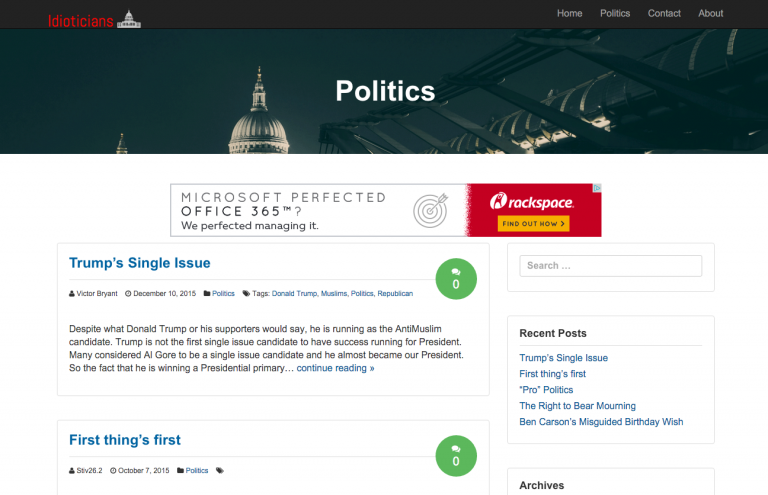 Idioticians
Home Politics Contact About
Politics
MICROSOFT PERFECTED
OFFICE 365™?
We perfected managing it.
rackspace.
FIND OUT NOW >
Trump's Single Issue
0
Victor Bryant December 10, 2015 Politics Tags: Donald Trump, Muslims, Politics, Republican
Despite what Donald Trump or his supporters would say, he is running as the AntiMuslim
candidate. Trump is not the first single issue candidate to have success running for President.
Many considered Al Gore to be a single issue candidate and he almost became our President.
So the fact that he is winning a Presidential primary… continue reading »
First thing's first
0
Stiv26.2 October 7, 2015 Politics
Search …
Recent Posts
Trump's Single Issue
First thing's first
"Pro" Politics
The Right to Bear Mourning
Ben Carson's Misguided Birthday Wish
Archives